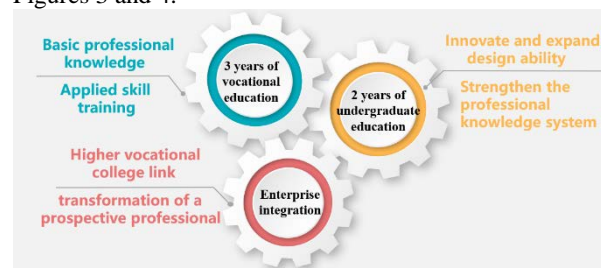 Figures 3 and 4.
Basic professional
knowledge
Applied skill
training
3 years of
vocational
education
Innovate and expand
design ability
2 years of
undergraduate
education
Strengthen the
professional
knowledge system
Higher vocational
college link
transformation of a
prospective professional
Enterprise
integration